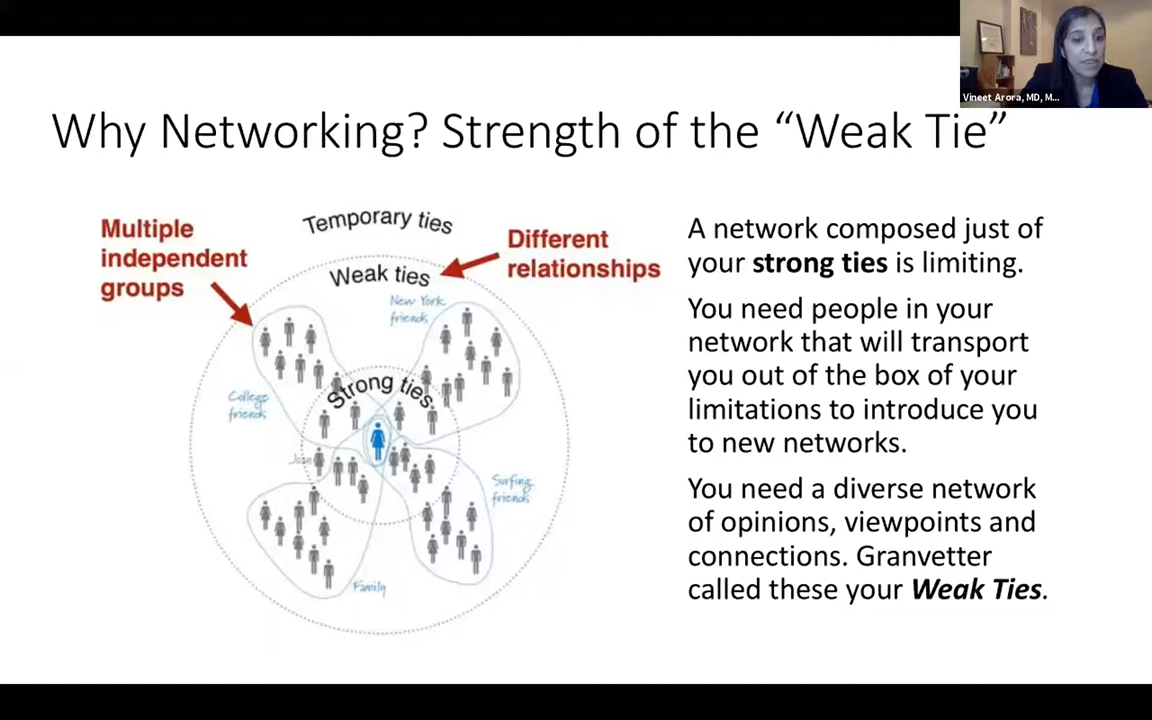 Vineet Arora, MD, M...
Why Networking? Strength of the “Weak Tie”
Multiple
independent
groups
Temporary ties
Weak ties
Different
relationships
New York
friends
Strong ties
College
friends
Surfing
friends
Family
A network composed just of
your strong ties is limiting.
You need people in your
network that will transport
you out of the box of your
limitations to introduce you
to new networks.
You need a diverse network
of opinions, viewpoints and
connections. Granvetter
called these your Weak Ties.